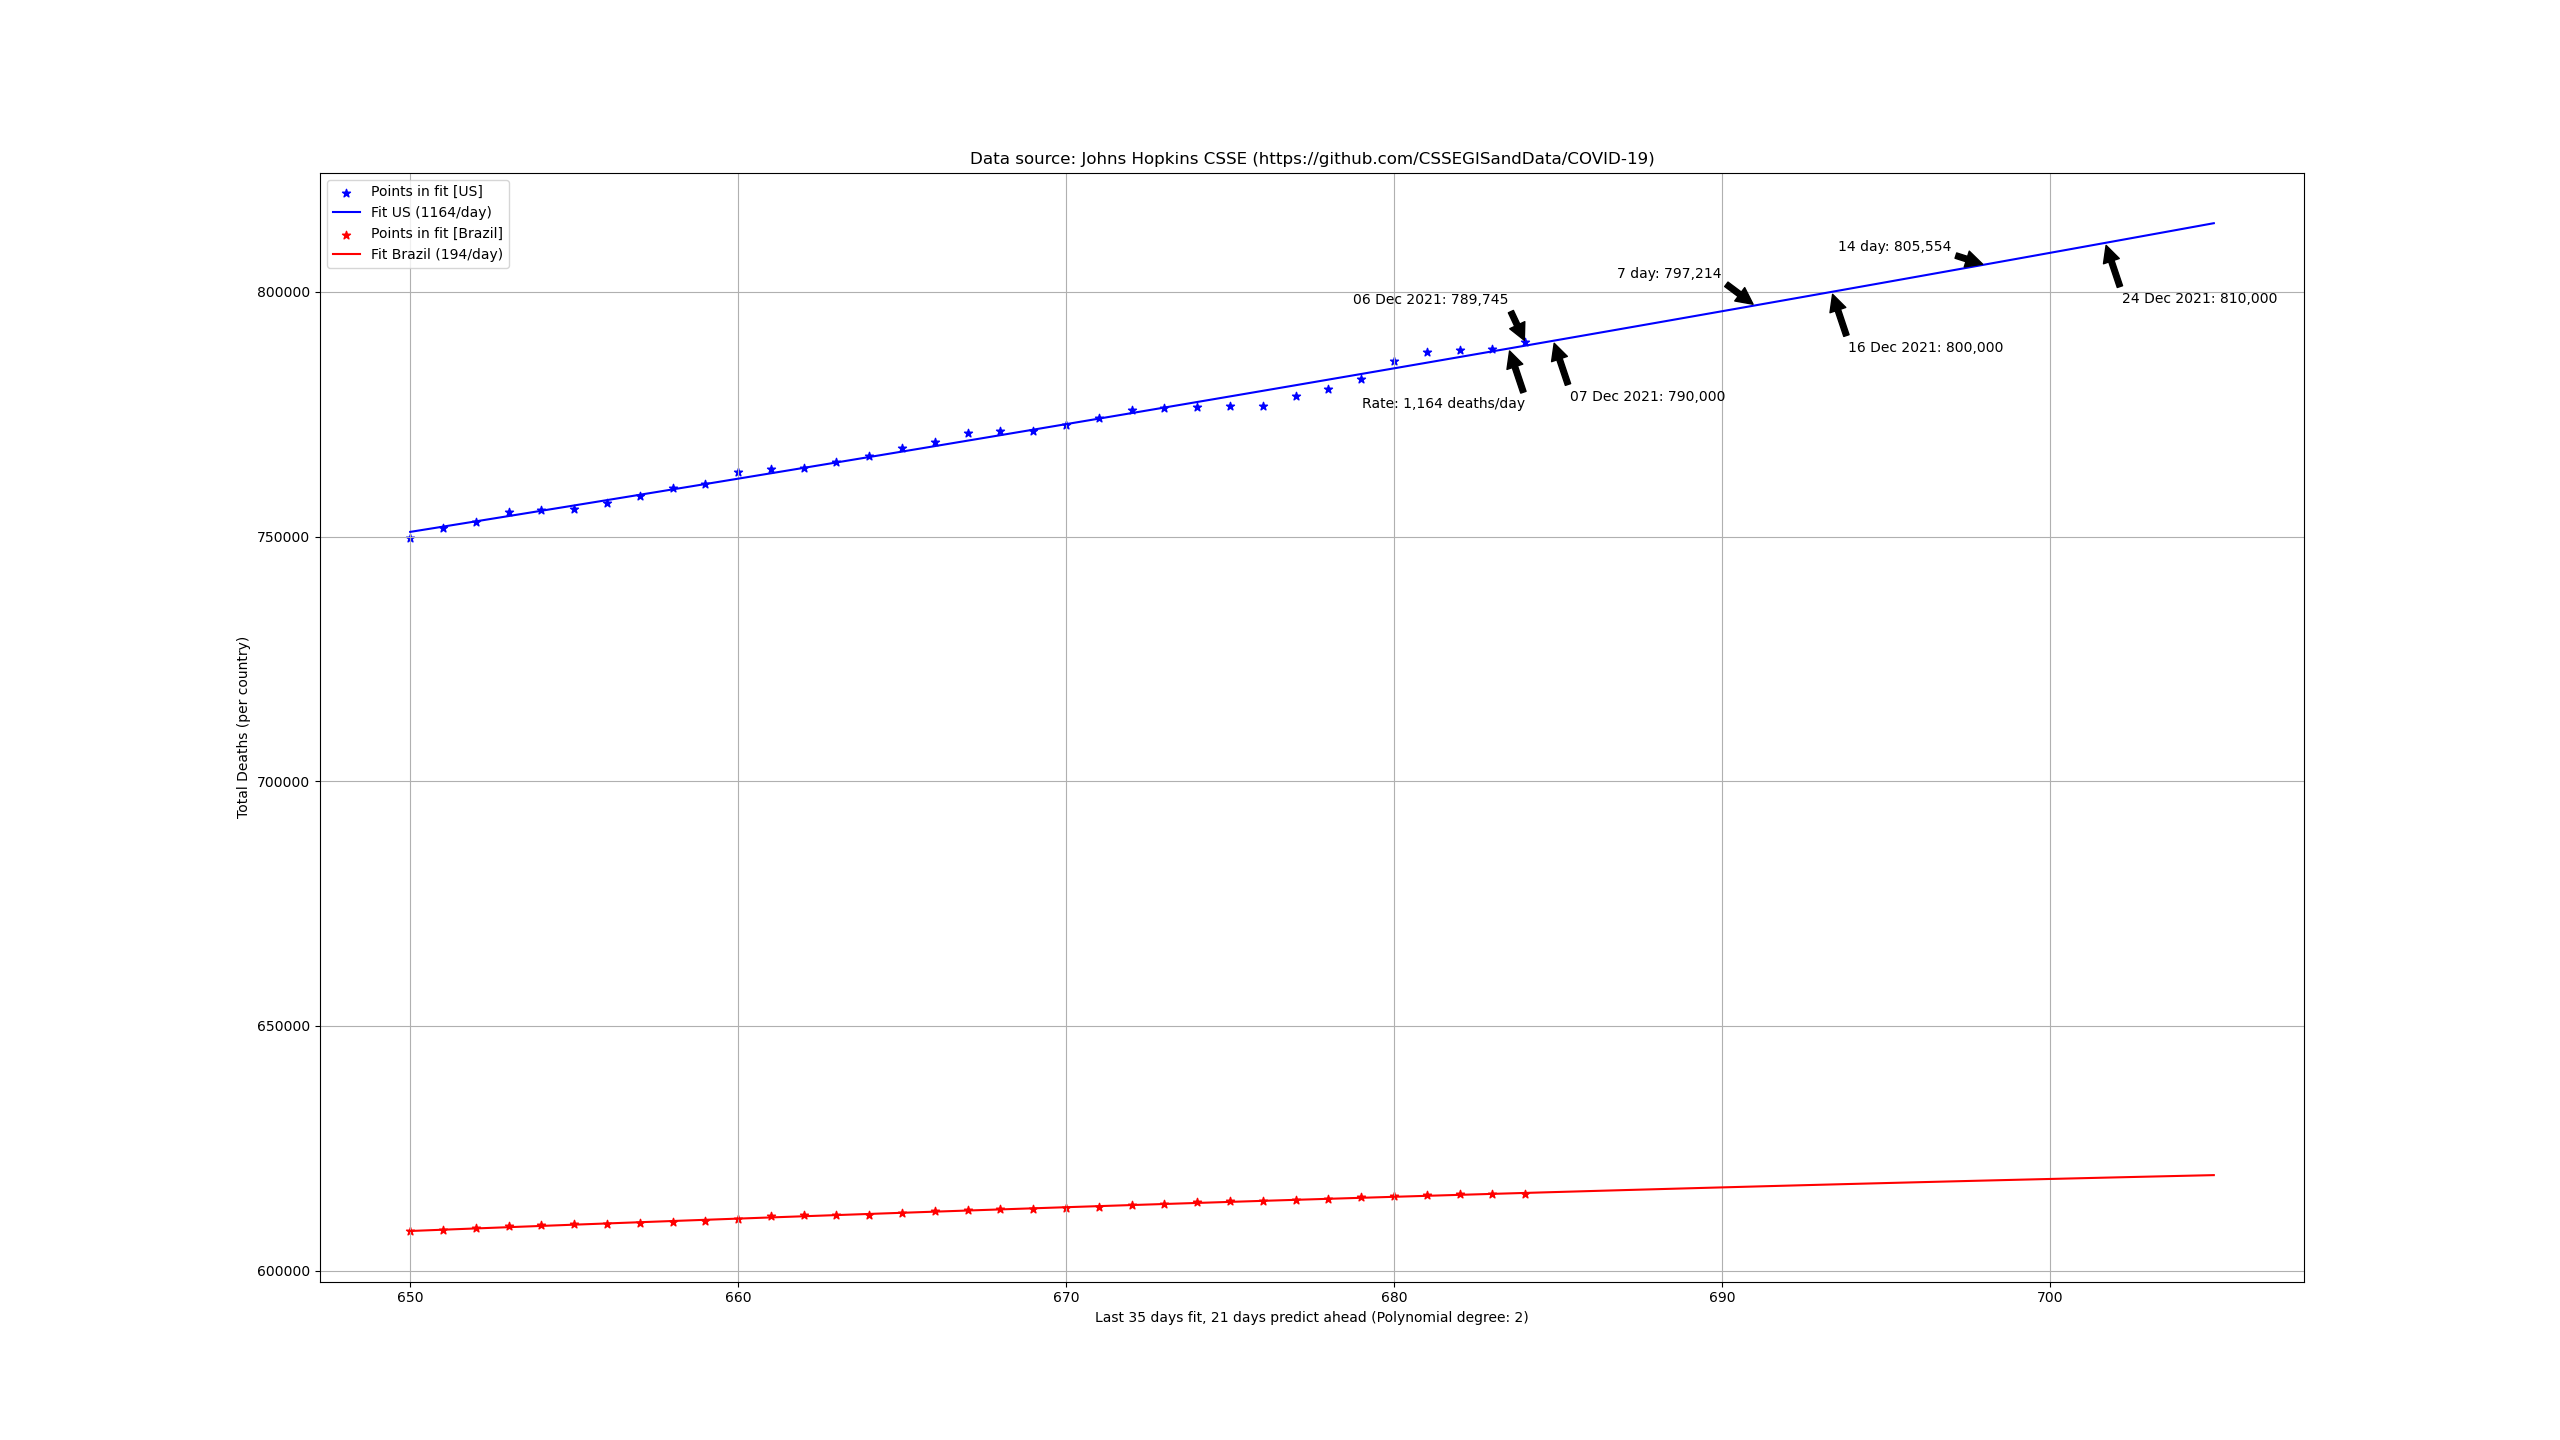 Data source: Johns Hopkins CSSE (https://github.com/CSSEGISandData/COVID-19)
Points in fit [US]
Fit US (1164/day)
Points in fit [Brazil]
Fit Brazil (194/day)
14 day: 805,554
7 day: 797,214
06 Dec 2021: 789,745
24 Dec 2021: 810,000
16 Dec 2021: 800,000
07 Dec 2021: 790,000
Rate: 1,164 deaths/day
Total Deaths (per country)
800000
750000
700000
650000
600000
650 660 670 680 690 700
Last 35 days fit, 21 days predict ahead (Polynomial degree: 2)